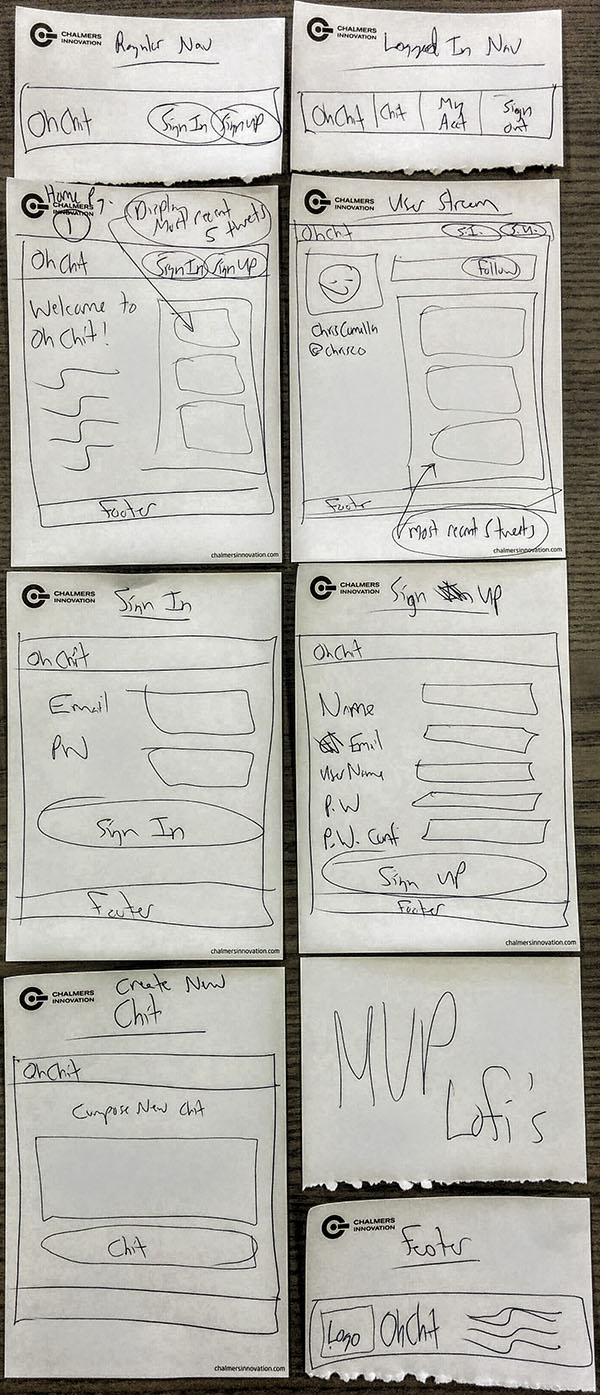 CHALMERS
INNOVATION
Regular Nav
OhChit
Sign In
Sign UP
CHALMERS
INNOVATION
Logged In Nav
OhChit
Chit
My
Acct
Sign
Out
CHALMERS
INNOVATION
Home P
1
Display
Most recent
5 tweets
OhChit
Sign In
Sign UP
Welcome to
OhChit!
Footer
chalmersinnovation.com
CHALMERS
INNOVATION
User Stream
OhChit
S.I.
S.U.
Follow
@chrisco
Footer
Most recent 5 tweets
chalmersinnovation.com
CHALMERS
INNOVATION
Sign In
OhChit
Email
PW
Sign In
Footer
chalmersinnovation.com
CHALMERS
INNOVATION
Sign UP
OhChit
Name
Email
UserName
P.W
P.W. Conf
Sign UP
Footer
chalmersinnovation.com
CHALMERS
INNOVATION
Create New
Chit
OhChit
Compose New Chit
Chit
chalmersinnovation.com
MVP
Lofi's
CHALMERS
INNOVATION
Footer
Logo
OhChit